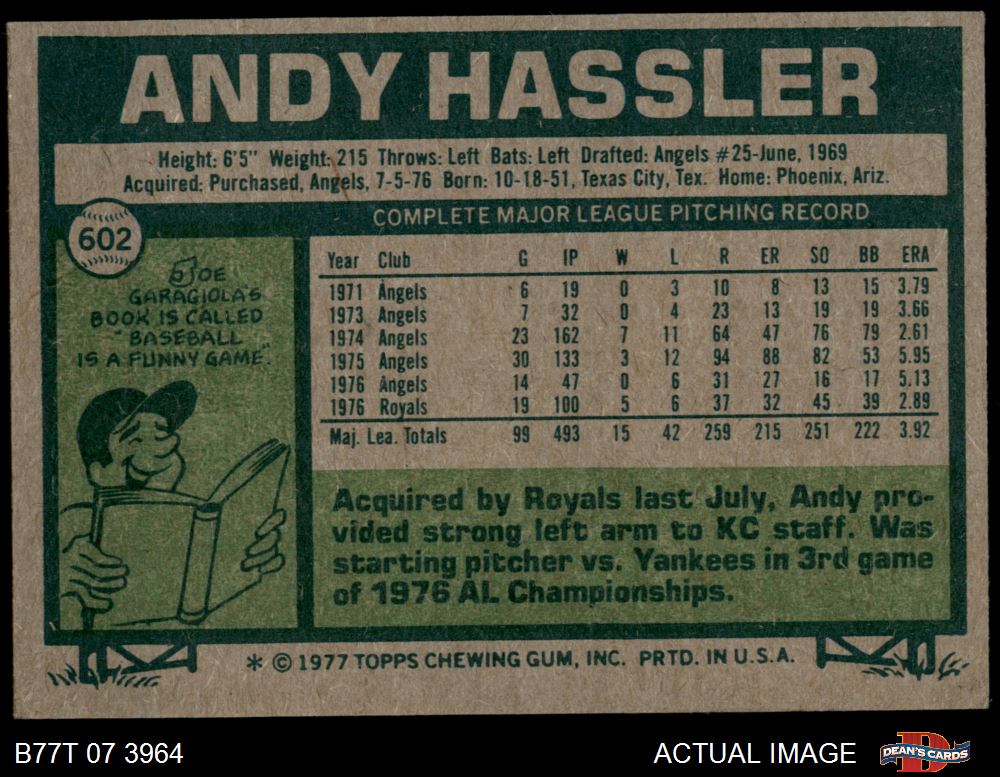 ANDY HASSLER
Height: 6'5" Weight: 215 Throws: Left Bats: Left Drafted: Angels #25-June, 1969
Acquired: Purchased, Angels, 7-5-76 Born: 10-18-51, Texas City, Tex. Home: Phoenix, Ariz.
602
COMPLETE MAJOR LEAGUE PITCHING RECORD
JOE
GARAGIOLA'S
BOOK IS CALLED
"BASEBALL
IS A FUNNY GAME."
Year Club G IP W L R ER SO BB ERA
1971 Angels 6 19 0 3 10 8 13 15 3.79
1973 Angels 7 32 0 4 23 13 19 19 3.66
1974 Angels 23 162 7 11 64 47 76 79 2.61
1975 Angels 30 133 3 12 94 88 82 53 5.95
1976 Angels 14 47 0 6 31 27 16 17 5.13
1976 Royals 19 100 5 6 37 32 45 39 2.89
Maj. Lea. Totals 99 493 15 42 259 215 251 222 3.92
Acquired by Royals last July, Andy pro-
vided strong left arm to KC staff. Was
starting pitcher vs. Yankees in 3rd game
of 1976 AL Championships.
* © 1977 TOPPS CHEWING GUM, INC. PRTD. IN U.S.A.
B77T 07 3964
ACTUAL IMAGE
D
DEAN'S CARDS